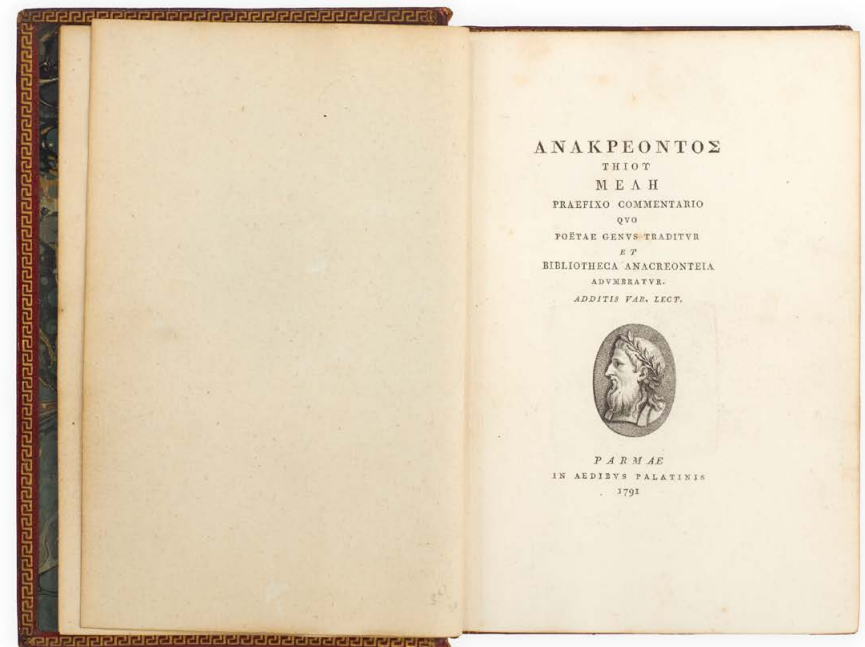 ΑΝΑΚΡΕΟΝΤΟΣ
ΤΗΙΟΥ
ΜΕΛΗ
PRAEFIXO COMMENTARIO
QVO
POËTAE GENVS TRADITVR
ET
BIBLIOTHECA ANACREONTEIA
ADVMBRATVR.
ADDITIS VAR. LECT.
PARMAE
IN AEDIBVS PALATINIS
1791